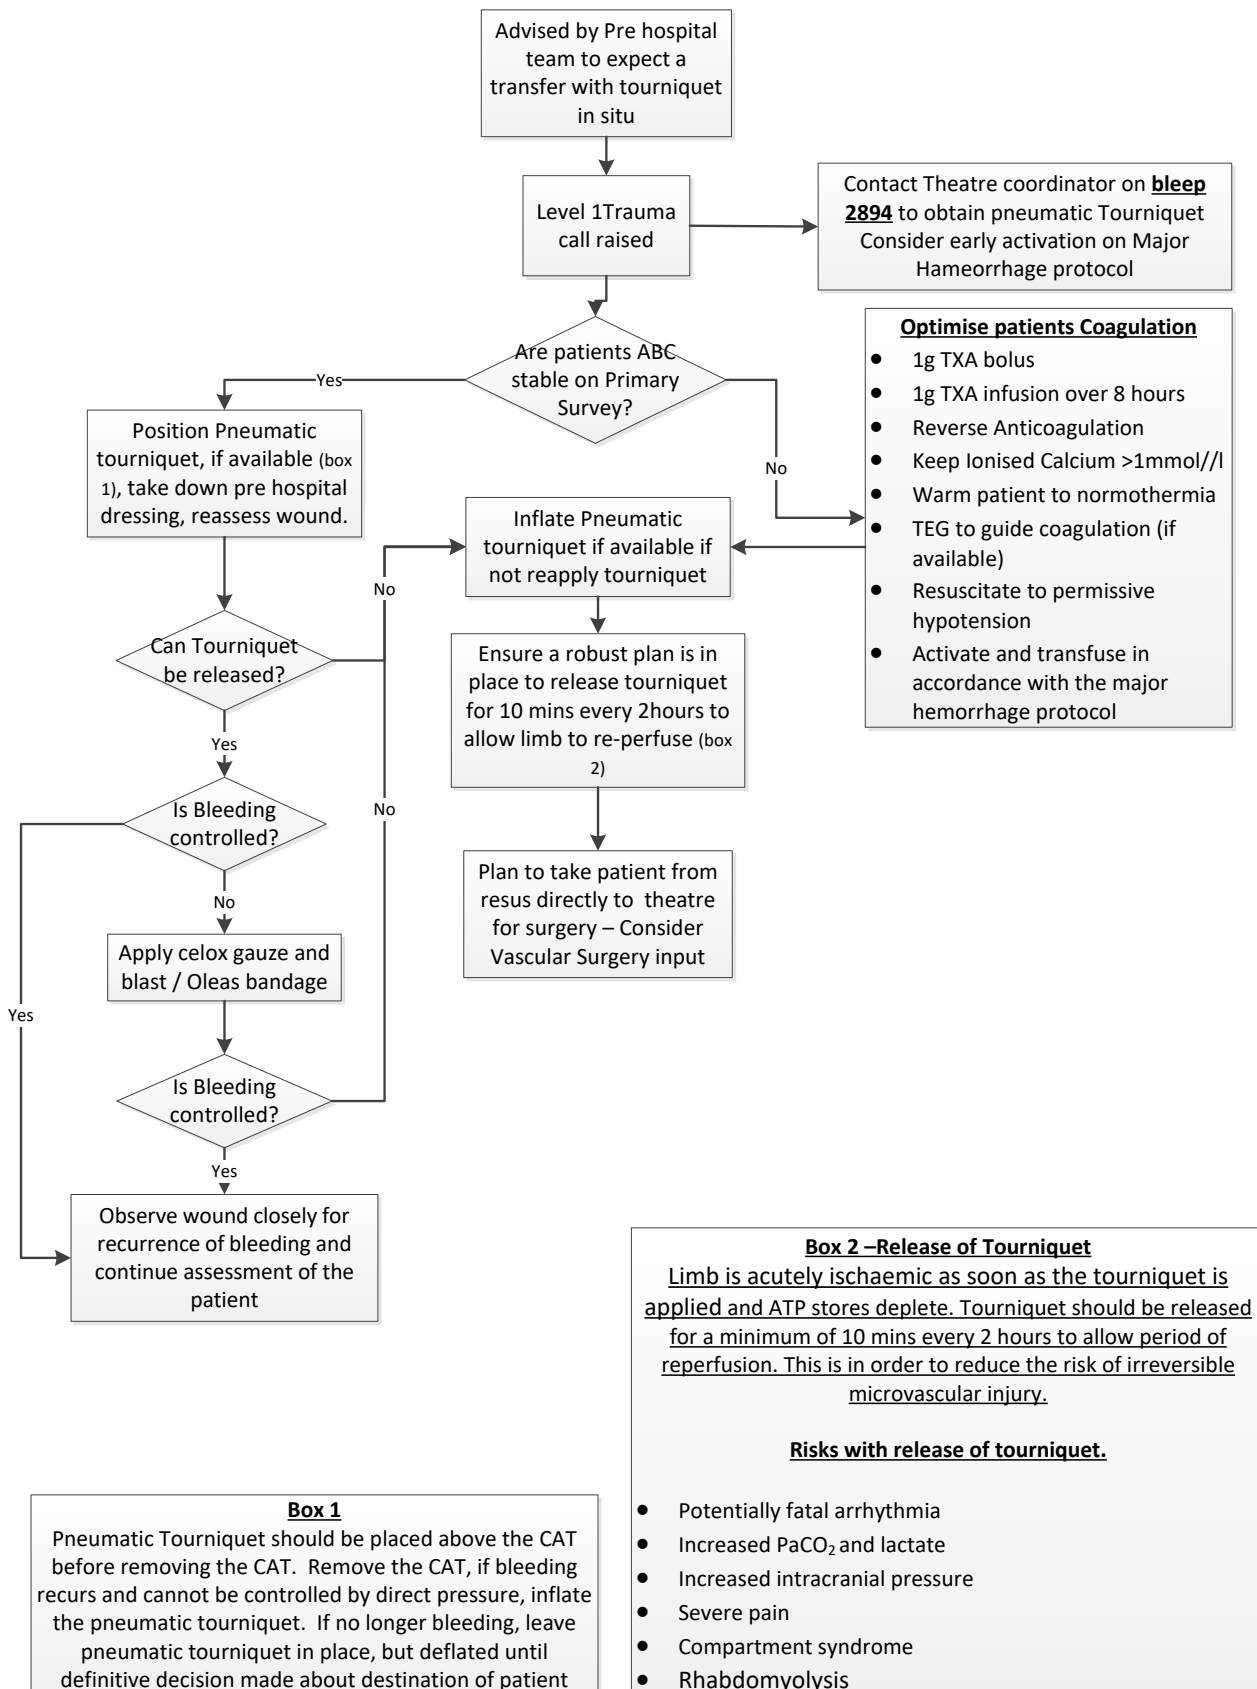 Advised by Pre hospital
team to expect a
transfer with tourniquet
in situ
Level 1Trauma
call raised
Contact Theatre coordinator on bleep
2894 to obtain pneumatic Tourniquet
Consider early activation on Major
Hameorrhage protocol
Are patients ABC
stable on Primary
Survey?
Yes
No
Optimise patients Coagulation
● 1g TXA bolus
● 1g TXA infusion over 8 hours
● Reverse Anticoagulation
● Keep Ionised Calcium >1mmol//l
● Warm patient to normothermia
● TEG to guide coagulation (if
available)
● Resuscitate to permissive
hypotension
● Activate and transfuse in
accordance with the major
hemorrhage protocol
Position Pneumatic
tourniquet, if available (box
1), take down pre hospital
dressing, reassess wound.
Inflate Pneumatic
tourniquet if available if
not reapply tourniquet
No
Can Tourniquet
be released?
Yes
Ensure a robust plan is in
place to release tourniquet
for 10 mins every 2hours to
allow limb to re-perfuse (box
2)
Is Bleeding
controlled?
No
No
Yes
Plan to take patient from
resus directly to theatre
for surgery – Consider
Vascular Surgery input
Apply celox gauze and
blast / Oleas bandage
Is Bleeding
controlled?
Yes
Observe wound closely for
recurrence of bleeding and
continue assessment of the
patient
Box 2 –Release of Tourniquet
Limb is acutely ischaemic as soon as the tourniquet is
applied and ATP stores deplete. Tourniquet should be released
for a minimum of 10 mins every 2 hours to allow period of
reperfusion. This is in order to reduce the risk of irreversible
microvascular injury.
Risks with release of tourniquet.
● Potentially fatal arrhythmia
● Increased PaCO₂ and lactate
● Increased intracranial pressure
● Severe pain
● Compartment syndrome
● Rhabdomyolysis
Box 1
Pneumatic Tourniquet should be placed above the CAT
before removing the CAT. Remove the CAT, if bleeding
recurs and cannot be controlled by direct pressure, inflate
the pneumatic tourniquet. If no longer bleeding, leave
pneumatic tourniquet in place, but deflated until
definitive decision made about destination of patient